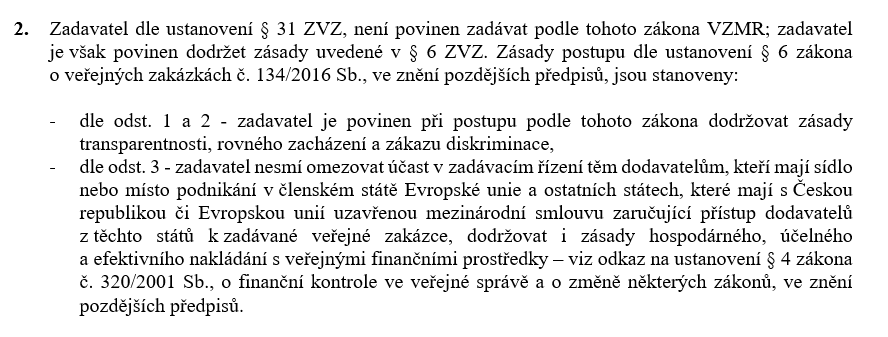 2. Zadavatel dle ustanovení § 31 ZVZ, není povinen zadávat podle tohoto zákona VZMR; zadavatel
je však povinen dodržet zásady uvedené v § 6 ZVZ. Zásady postupu dle ustanovení § 6 zákona
o veřejných zakázkách č. 134/2016 Sb., ve znění pozdějších předpisů, jsou stanoveny:
- dle odst. 1 a 2 - zadavatel je povinen při postupu podle tohoto zákona dodržovat zásady
transparentnosti, rovného zacházení a zákazu diskriminace,
- dle odst. 3 - zadavatel nesmí omezovat účast v zadávacím řízení těm dodavatelům, kteří mají sídlo
nebo místo podnikání v členském státě Evropské unie a ostatních státech, které mají s Českou
republikou či Evropskou unií uzavřenou mezinárodní smlouvu zaručující přístup dodavatelů
z těchto států k zadávané veřejné zakázce, dodržovat i zásady hospodárného, účelného
a efektivního nakládání s veřejnými finančními prostředky – viz odkaz na ustanovení § 4 zákona
č. 320/2001 Sb., o finanční kontrole ve veřejné správě a o změně některých zákonů, ve znění
pozdějších předpisů.